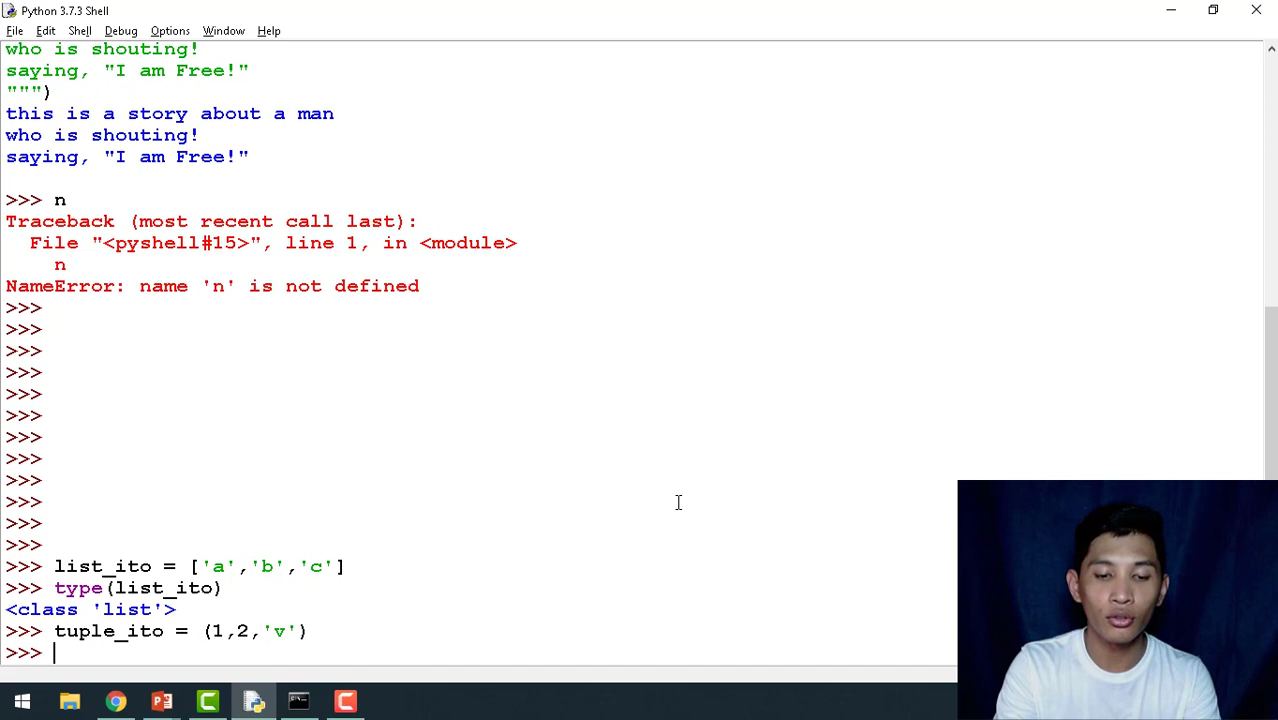 Python 3.7.3 Shell
File Edit Shell Debug Options Window Help
who is shouting!
saying, "I am Free!"
""")
this is a story about a man
who is shouting!
saying, "I am Free!"
>>> n
Traceback (most recent call last):
  File "<pyshell#15>", line 1, in <module>
    n
NameError: name 'n' is not defined
>>>
>>>
>>>
>>>
>>>
>>>
>>>
>>>
>>>
>>>
>>>
>>>
>>> list_ito = ['a','b','c']
>>> type(list_ito)
<class 'list'>
>>> tuple_ito = (1,2,'v')
>>>